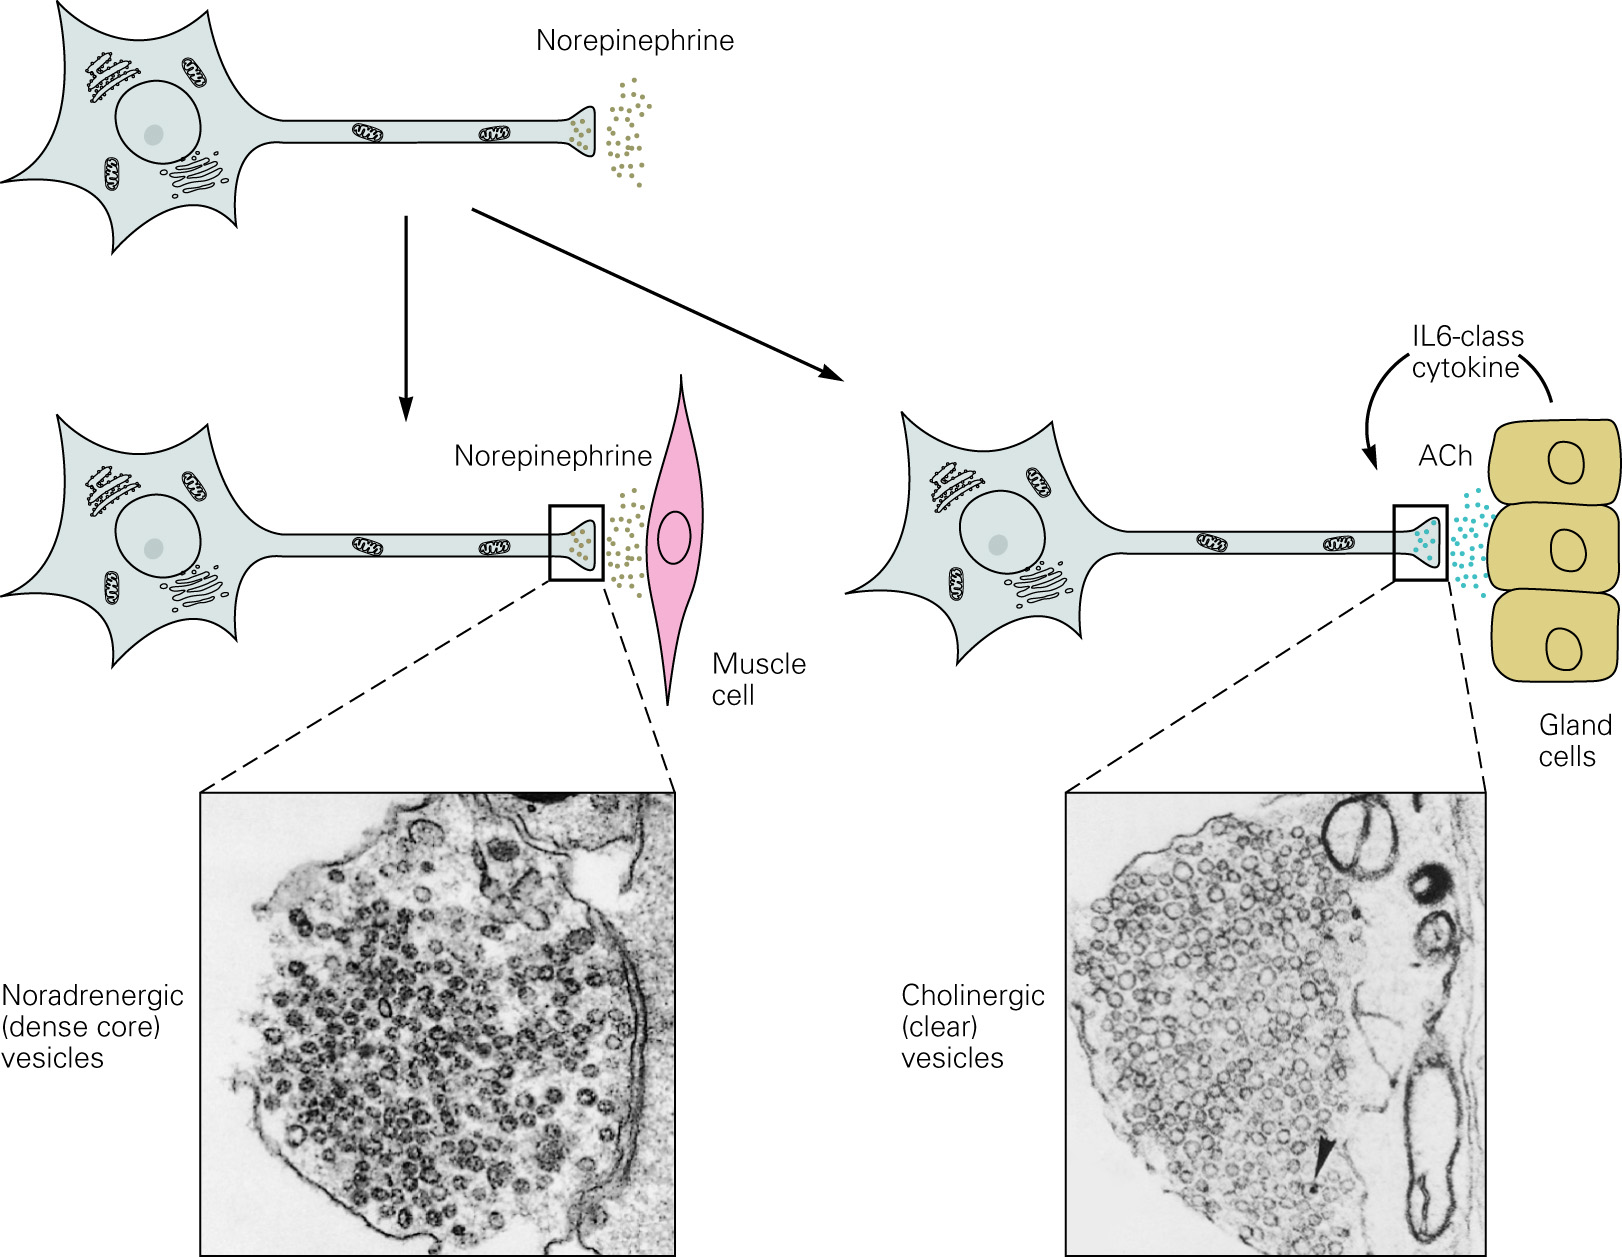 Norepinephrine
IL6-class
cytokine
Norepinephrine
ACh
Muscle
cell
Gland
cells
Noradrenergic
(dense core)
vesicles
Cholinergic
(clear)
vesicles